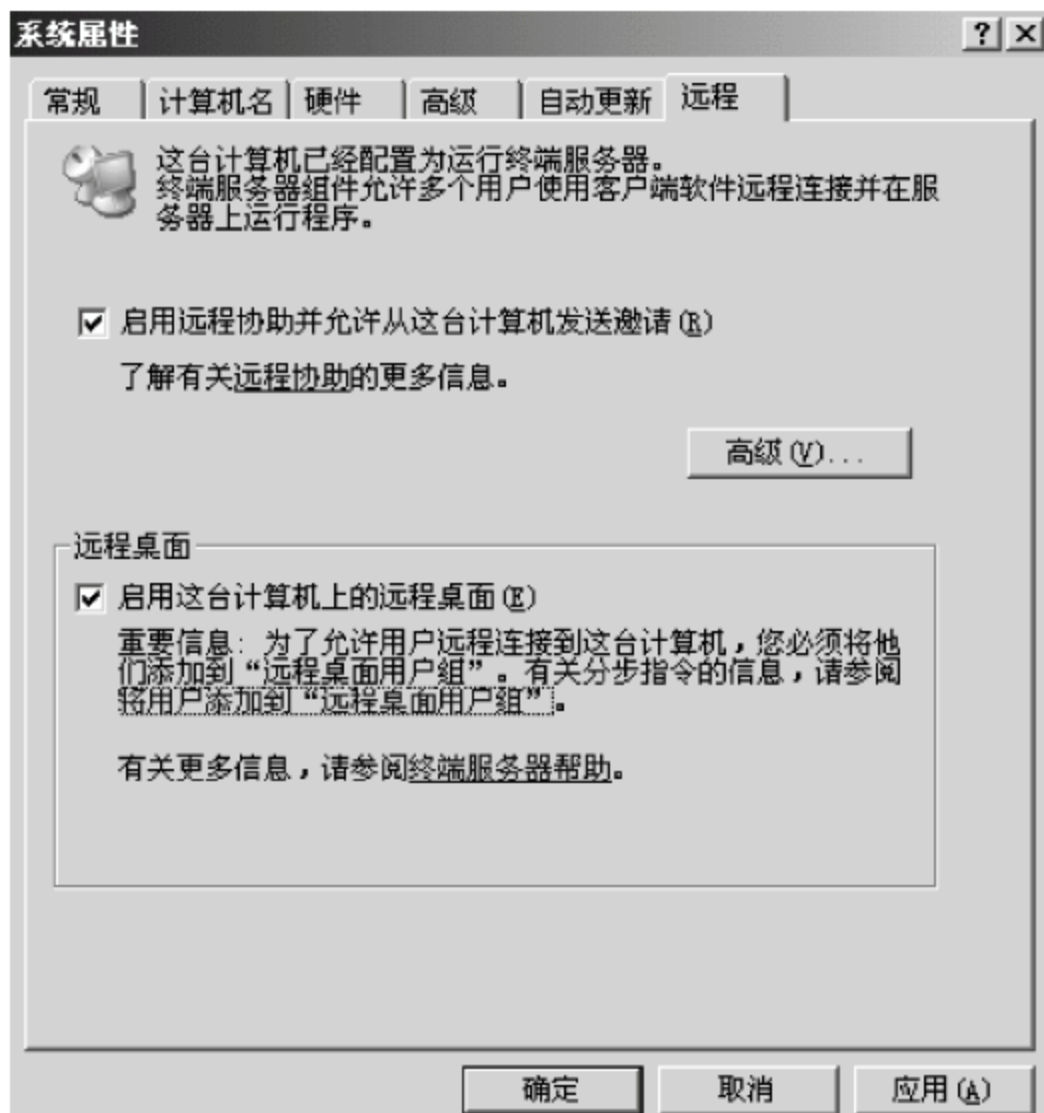 系统属性
常规 计算机名 硬件 高级 自动更新 远程
这台计算机已经配置为运行终端服务器。
终端服务器组件允许多个用户使用客户端软件远程连接并在服
务器上运行程序。
启用远程协助并允许从这台计算机发送邀请(R)
了解有关远程协助的更多信息。
高级(V)...
远程桌面
启用这台计算机上的远程桌面(E)
重要信息: 为了允许用户远程连接到这台计算机，您必须将他
们添加到“远程桌面用户组”。有关分步指令的信息，请参阅
将用户添加到“远程桌面用户组”。
有关更多信息，请参阅终端服务器帮助。
确定 取消 应用(A)